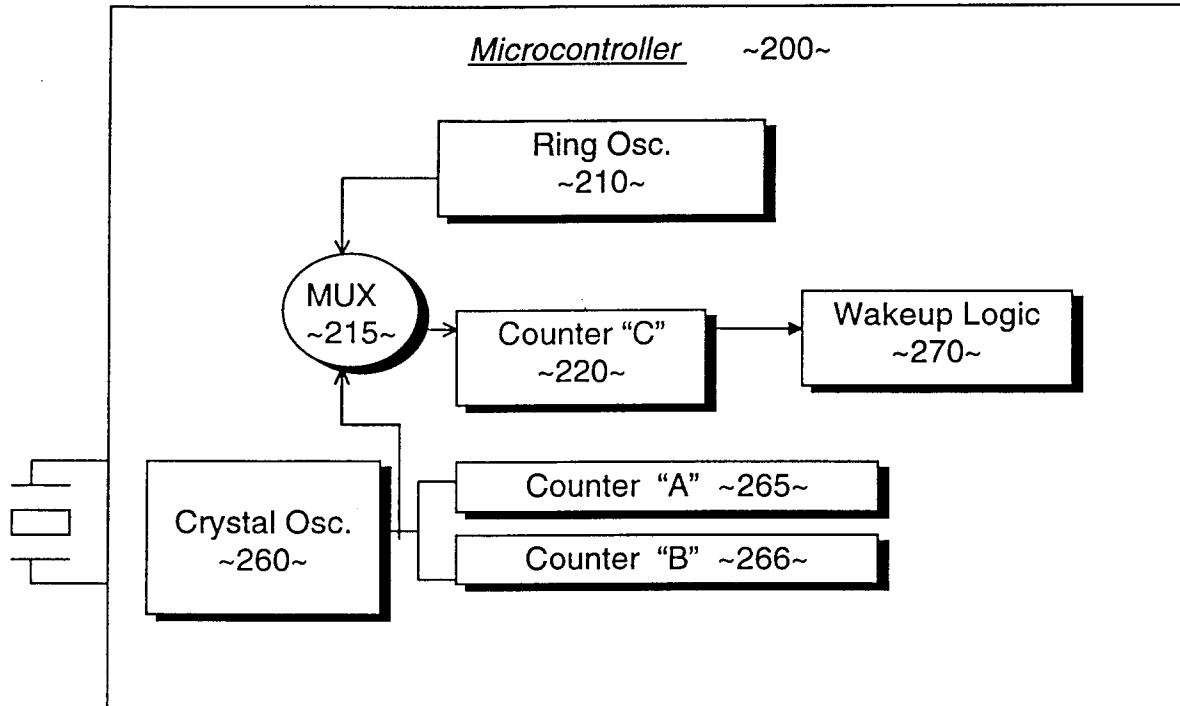 Microcontroller ~200~
Ring Osc.
~210~
MUX
~215~
Counter “C”
~220~
Wakeup Logic
~270~
Crystal Osc.
~260~
Counter “A” ~265~
Counter “B” ~266~